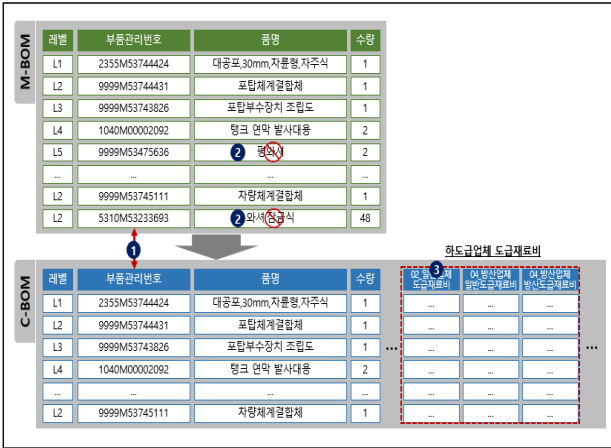 M-BOM
레벨 부품관리번호 품명 수량
L1 2355M53744424 대공포,30mm,자륜형,자주식 1
L2 9999M53744431 포탑체계결합체 1
L3 9999M53743826 포탑부수장치 조립도 1
L4 1040M00002092 탱크 연막 발사대용 2
L5 9999M53475636 2 평와셔 2
... ... ... ...
L2 9999M53745111 차량체계결합체 1
L2 5310M53233693 2 와셔 잠금식 48
1
하도급업체 도급재료비
C-BOM
레벨 부품관리번호 품명 수량 02.일반업체 3 04.방산업체 04.방산업체
도급재료비 일반도급재료비 방산도급재료비
L1 2355M53744424 대공포,30mm,자륜형,자주식 1 ... ... ...
L2 9999M53744431 포탑체계결합체 1 ... ... ...
L3 9999M53743826 포탑부수장치 조립도 1 ... ... ... ... ...
L4 1040M00002092 탱크 연막 발사대용 2 ... ... ...
... ... ... ... ... ... ...
L2 9999M53745111 차량체계결합체 1 ... ... ...